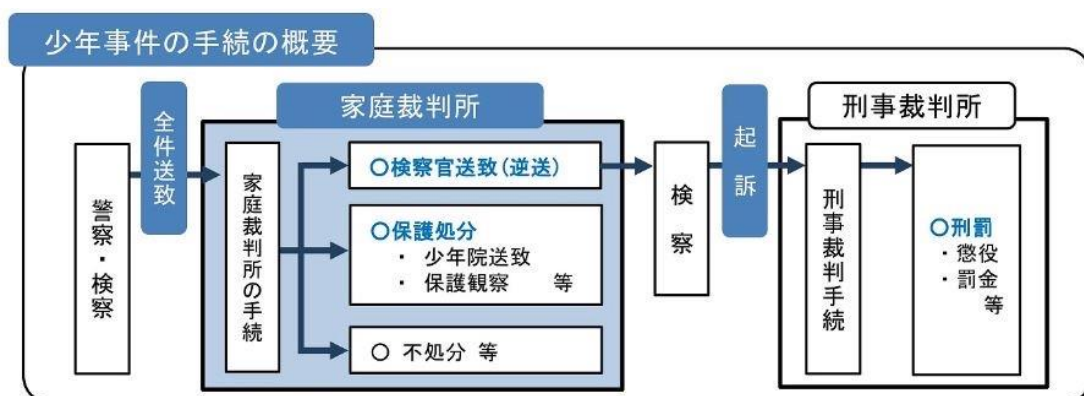 少年事件の手続の概要
警察・検察
全件送致
家庭裁判所
家庭裁判所の手続
○検察官送致(逆送)
○保護処分
・ 少年院送致
・ 保護観察 等
○ 不処分 等
検察
起訴
刑事裁判所
刑事裁判手続
○刑罰
・懲役
・罰金
等